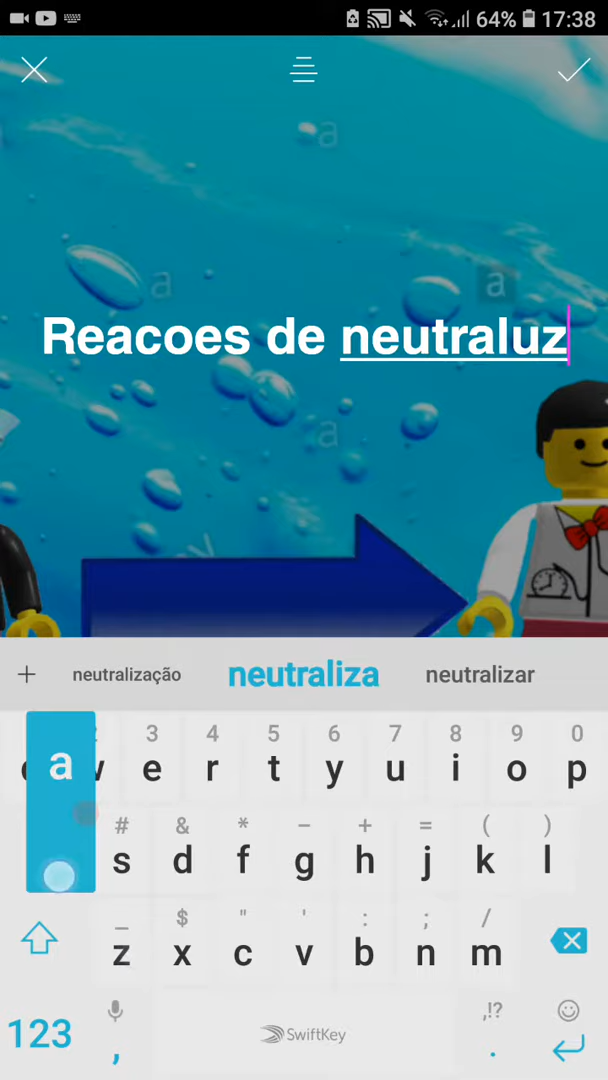 64% 17:38
a
a
a
Reacoes de neutraluz
a
+ neutralização neutraliza neutralizar
3 4 5 6 7 8 9 0
a w e r t y u i o p
# & * − + = ( )
s d f g h j k l
_ $ " ' : ; /
z x c v b n m
123 , SwiftKey ,!? .